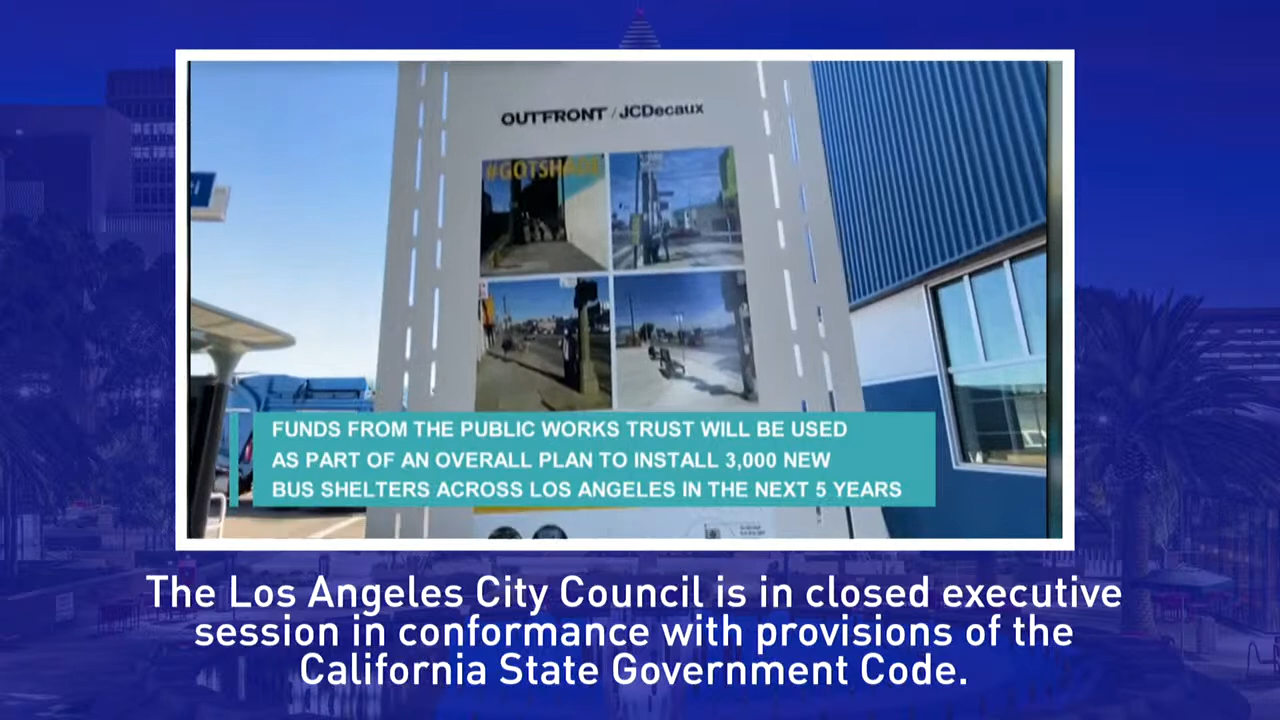 OUTFRONT / JCDecaux
FUNDS FROM THE PUBLIC WORKS TRUST WILL BE USED
AS PART OF AN OVERALL PLAN TO INSTALL 3,000 NEW
BUS SHELTERS ACROSS LOS ANGELES IN THE NEXT 5 YEARS
The Los Angeles City Council is in closed executive
session in conformance with provisions of the
California State Government Code.